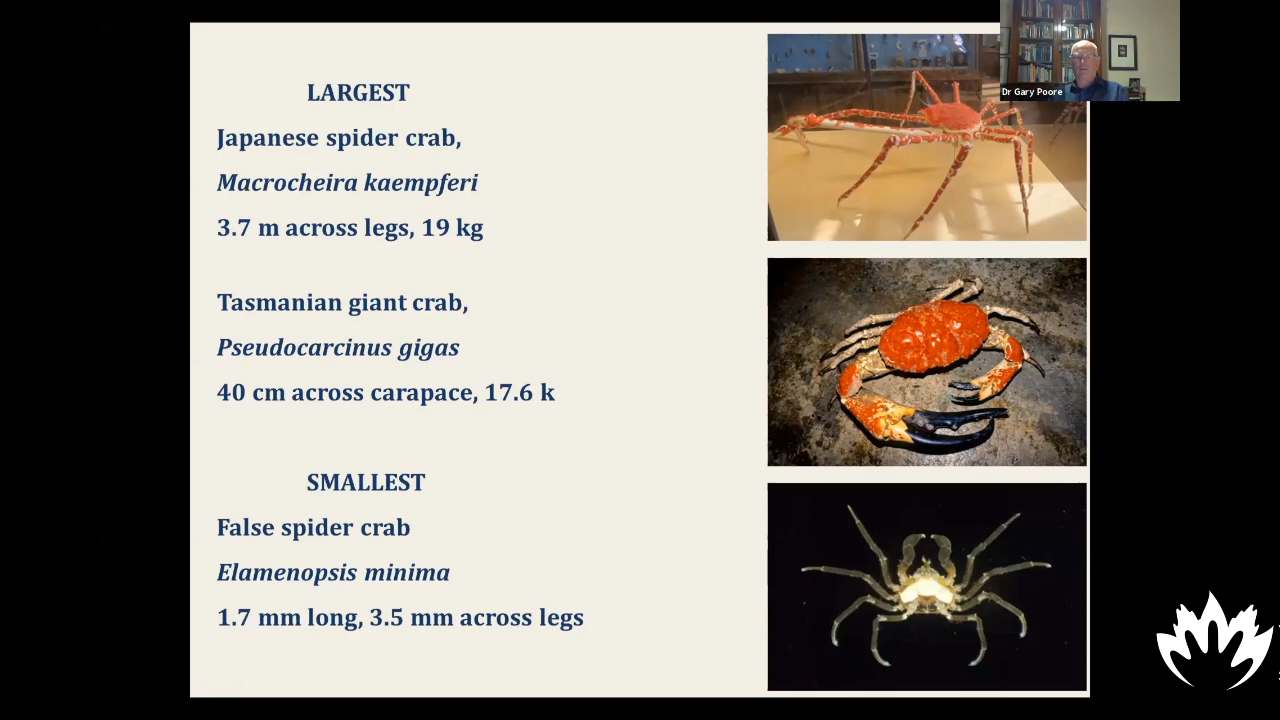 LARGEST
Japanese spider crab,
Macrocheira kaempferi
3.7 m across legs, 19 kg
Tasmanian giant crab,
Pseudocarcinus gigas
40 cm across carapace, 17.6 k
SMALLEST
False spider crab
Elamenopsis minima
1.7 mm long, 3.5 mm across legs
Dr Gary Poore